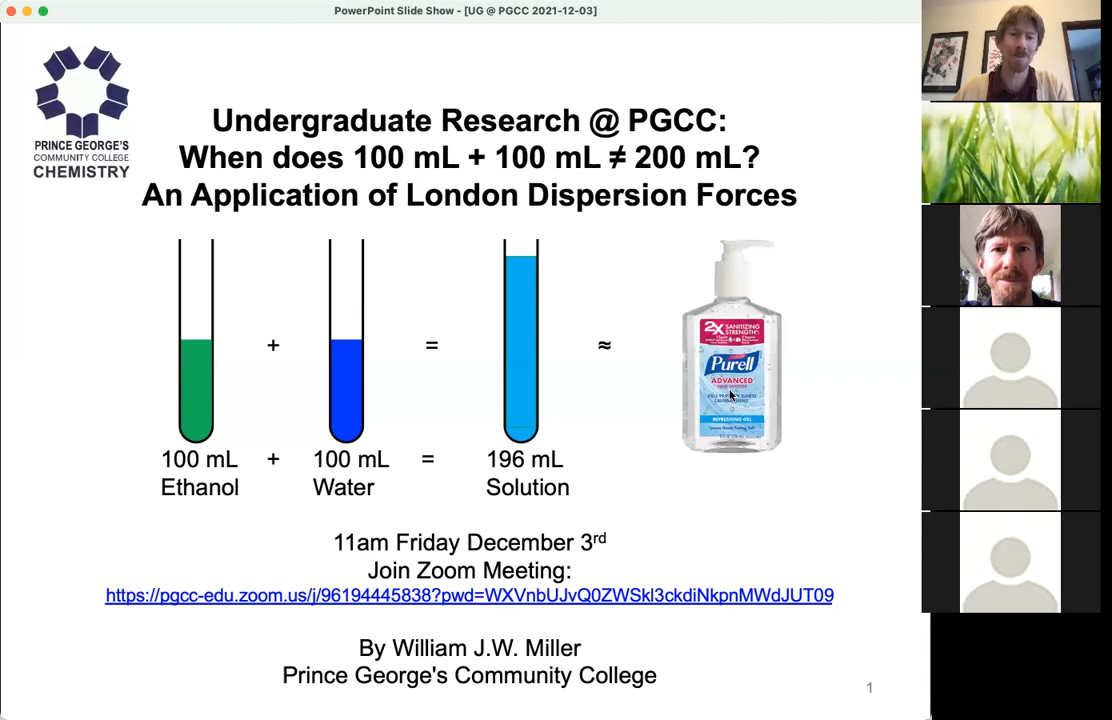 PowerPoint Slide Show - [UG @ PGCC 2021-12-03]
PRINCE GEORGE'S
COMMUNITY COLLEGE
CHEMISTRY
Undergraduate Research @ PGCC:
When does 100 mL + 100 mL ≠ 200 mL?
An Application of London Dispersion Forces
+ = ≈
2X SANITIZING
STRENGTH
Purell
ADVANCED
REFRESHING GEL
100 mL + 100 mL = 196 mL
Ethanol Water Solution
11am Friday December 3rd
Join Zoom Meeting:
https://pgcc-edu.zoom.us/j/96194445838?pwd=WXVnbUJvQ0ZWSkl3ckdiNkpnMWdJUT09
By William J.W. Miller
Prince George's Community College
1